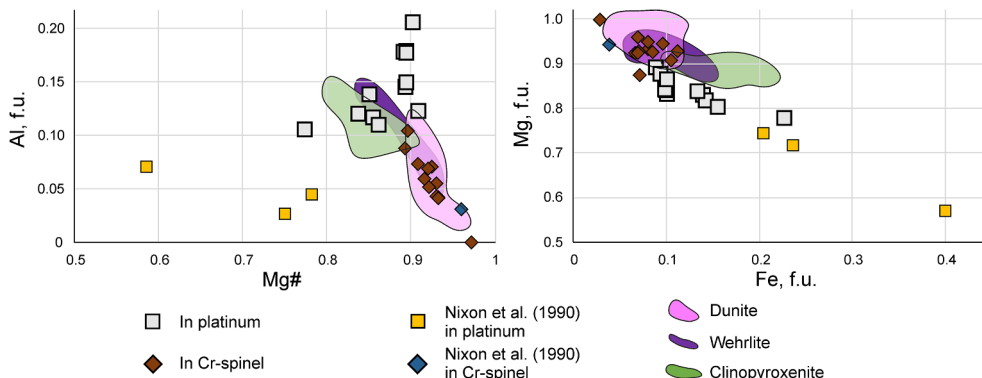 0.20
0.15
0.10
0.05
0
Al, f.u.
0.5
0.6
0.7
0.8
0.9
1
Mg#
1.0
0.9
0.8
0.7
0.6
0.5
Mg, f.u.
0
0.1
0.2
0.3
0.4
Fe, f.u.
In platinum
In Cr-spinel
Nixon et al. (1990)
in platinum
Nixon et al. (1990)
in Cr-spinel
Dunite
Wehrlite
Clinopyroxenite